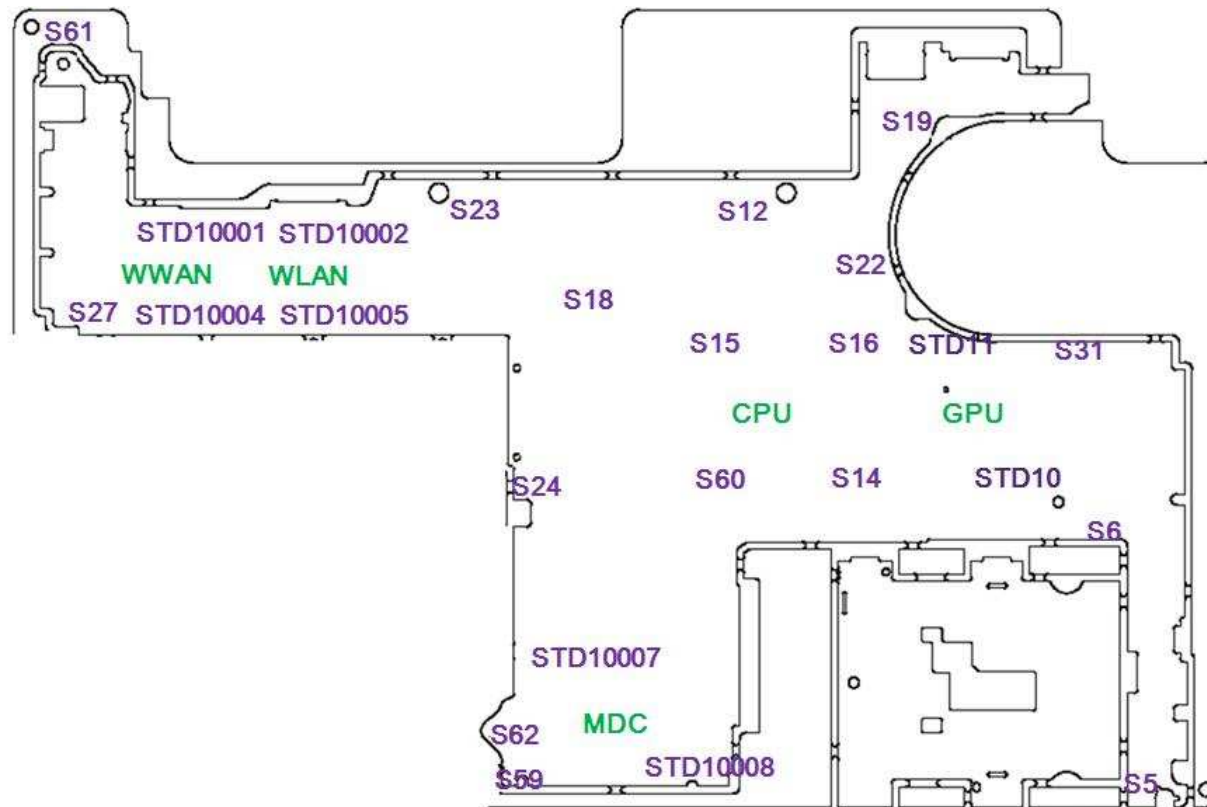 S61
S19
S23
S12
STD10001 STD10002
WWAN WLAN
S22
S18
S27 STD10004 STD10005
S15 S16 STD11 S31
CPU GPU
S24 S60 S14 STD10
S6
STD10007
MDC
S62
STD10008
S59 S5